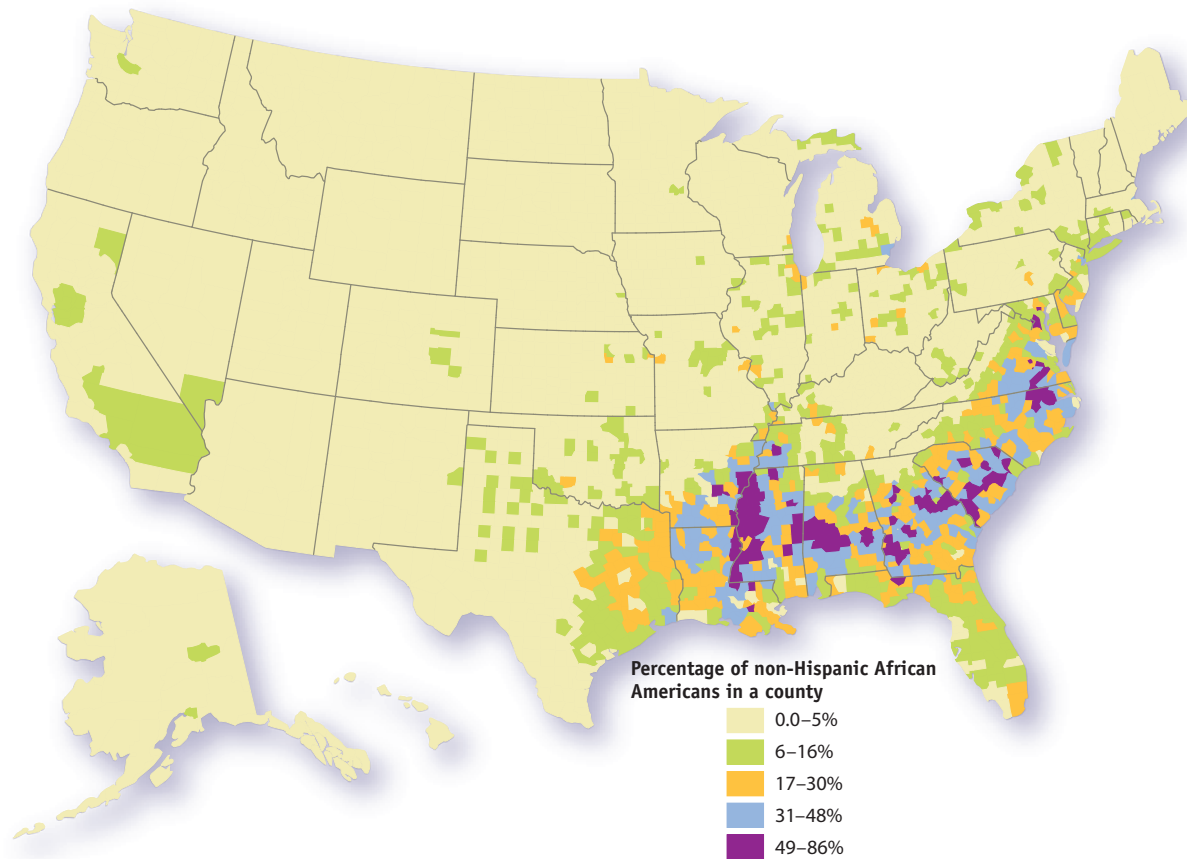 Percentage of non-Hispanic African
Americans in a county
0.0–5%
6–16%
17–30%
31–48%
49–86%